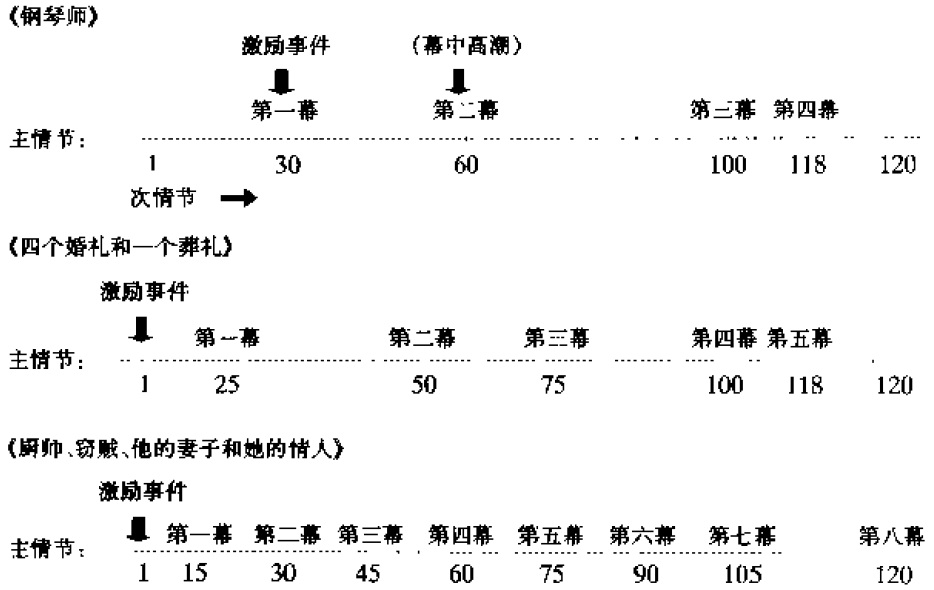 《钢琴师》
激励事件 (幕中高潮)
第一幕 第二幕 第三幕 第四幕
主情节:
1 30 60 100 118 120
次情节
《四个婚礼和一个葬礼》
激励事件
第一幕 第二幕 第三幕 第四幕 第五幕
主情节:
1 25 50 75 100 118 120
《厨师、窃贼、他的妻子和她的情人》
激励事件
第一幕 第二幕 第三幕 第四幕 第五幕 第六幕 第七幕 第八幕
主情节:
1 15 30 45 60 75 90 105 120